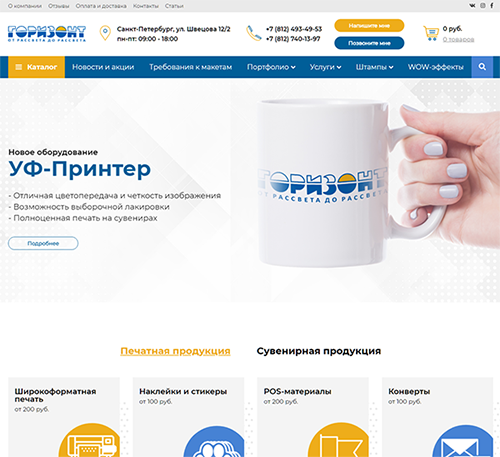 О компании Отзывы Оплата и доставка Контакты Статьи
ГОРИЗОНТ
ОТ РАССВЕТА ДО РАССВЕТА
Санкт-Петербург, ул. Швецова 12/2
пн-пт: 09:00 - 18:00
+7 (812) 493-49-53
+7 (812) 740-13-97
Напишите мне
Позвоните мне
0 руб.
0 товаров
Каталог Новости и акции Требования к макетам Портфолио Услуги Штампы WOW-эффекты
Новое оборудование
УФ-Принтер
- Отличная цветопередача и четкость изображения
- Возможность выборочной лакировки
- Полноценная печать на сувенирах
Подробнее
ГОРИЗОНТ
ОТ РАССВЕТА ДО РАССВЕТА
Печатная продукция Сувенирная продукция
Широкоформатная
печать
от 200 руб.
Наклейки и стикеры
от 100 руб.
POS-материалы
от 200 руб.
Конверты
от 100 руб.